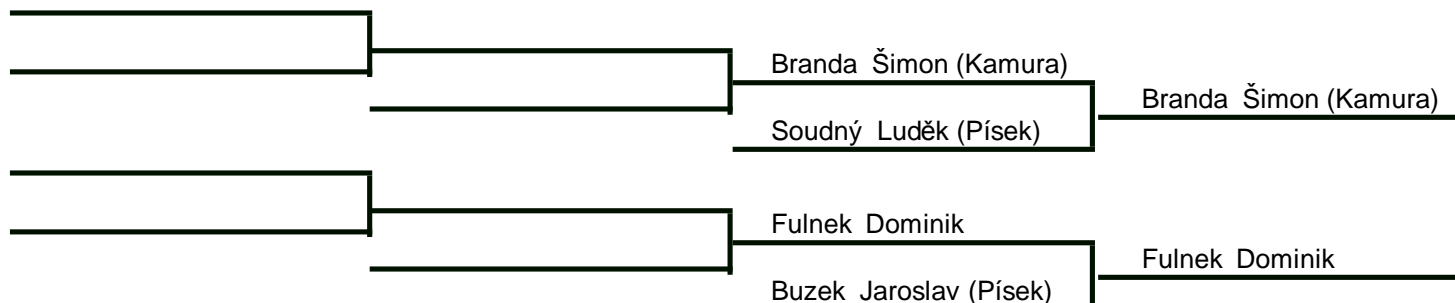 Branda Šimon (Kamura)
Branda Šimon (Kamura)
Soudný Luděk (Písek)
Fulnek Dominik
Fulnek Dominik
Buzek Jaroslav (Písek)